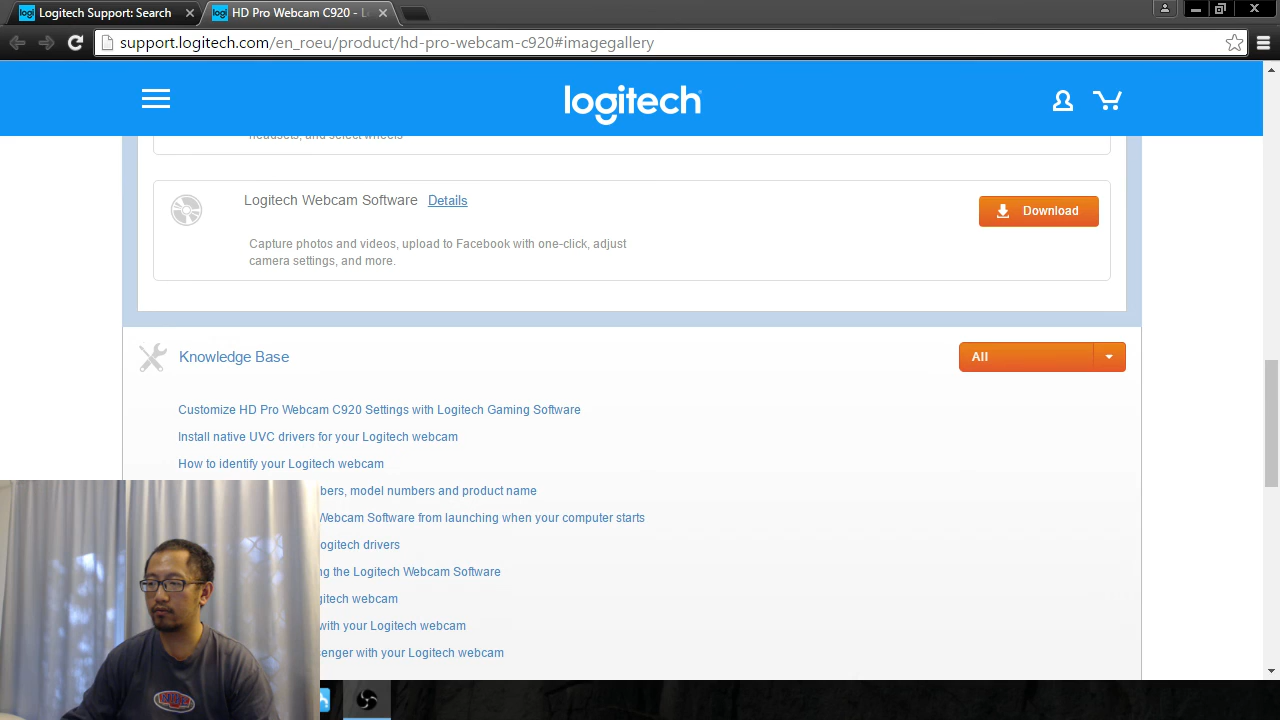 Logitech Support: Search
HD Pro Webcam C920 - L
support.logitech.com/en_roeu/product/hd-pro-webcam-c920#imagegallery
logitech
headsets, and select wheels
Logitech Webcam Software Details
Download
Capture photos and videos, upload to Facebook with one-click, adjust
camera settings, and more.
Knowledge Base
All
Customize HD Pro Webcam C920 Settings with Logitech Gaming Software
Install native UVC drivers for your Logitech webcam
How to identify your Logitech webcam
bers, model numbers and product name
Webcam Software from launching when your computer starts
ogitech drivers
ng the Logitech Webcam Software
gitech webcam
with your Logitech webcam
enger with your Logitech webcam